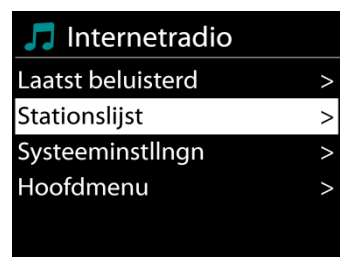 Internetradio
Laatst beluisterd >
Stationslijst >
Systeeminstllngn >
Hoofdmenu >